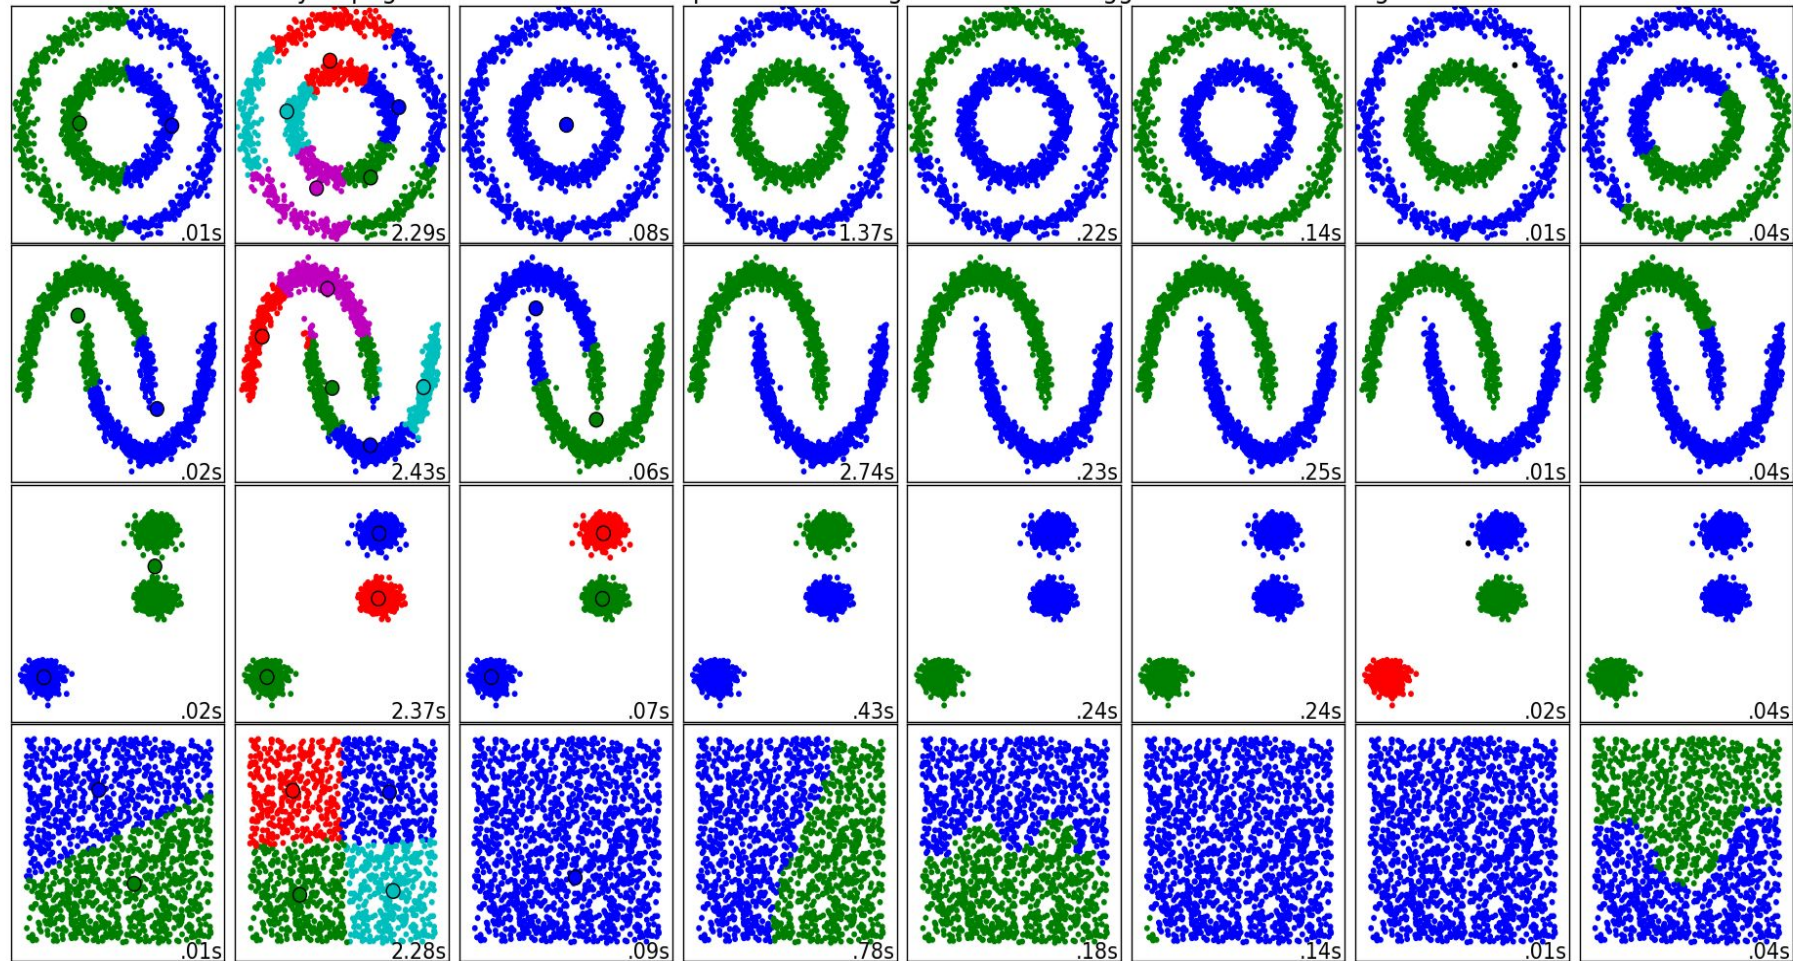 .01s 2.29s .08s 1.37s .22s .14s .01s .04s
.02s 2.43s .06s 2.74s .23s .25s .01s .04s
.02s 2.37s .07s .43s .24s .24s .02s .04s
.01s 2.28s .09s .78s .18s .14s .01s .04s